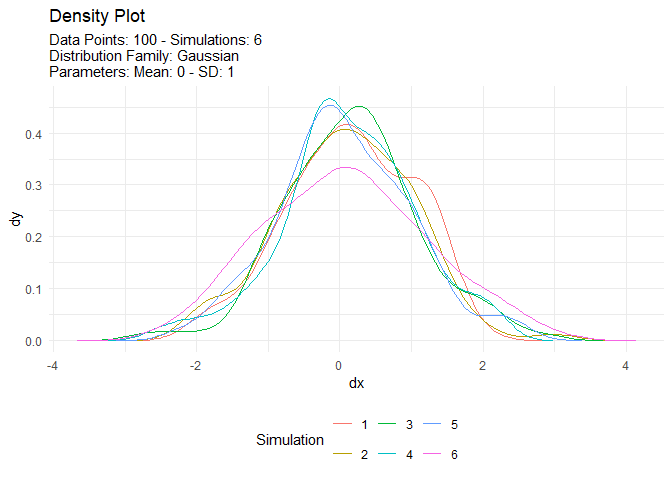 Density Plot
Data Points: 100 - Simulations: 6
Distribution Family: Gaussian
Parameters: Mean: 0 - SD: 1
dy
0.4
0.3
0.2
0.1
0.0
-4 -2 0 2 4
dx
Simulation
1 3 5
2 4 6